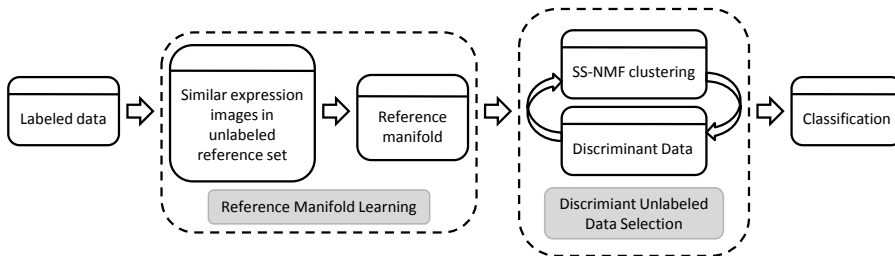 Labeled data
Similar expression
images in
unlabeled
reference set
Reference
manifold
Reference Manifold Learning
SS-NMF clustering
Discriminant Data
Discrimiant Unlabeled
Data Selection
Classification